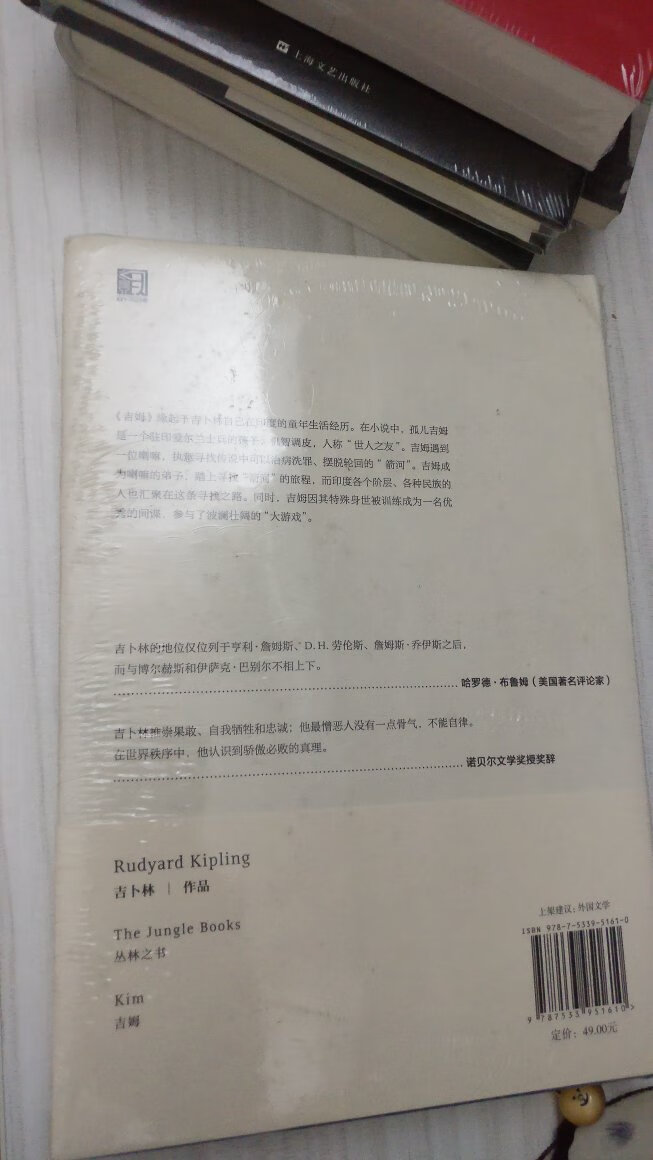 上海文艺出版社
《吉姆》缘起于吉卜林自己在印度的童年生活经历。在小说中，孤儿吉姆
是一个驻印爱尔兰士兵的孩子，机智调皮，人称“世人之友”。吉姆遇到
一位喇嘛，执意寻找传说中可以治病洗罪、摆脱轮回的“箭河”。吉姆成
为喇嘛的弟子，踏上寻找“箭河”的旅程，而印度各个阶层、各种民族的
人也汇聚在这条寻找之路。同时，吉姆因其特殊身世被训练成为一名优
秀的间谍，参与了波澜壮阔的“大游戏”。
吉卜林的地位仅位列于亨利·詹姆斯、D.H.劳伦斯、詹姆斯·乔伊斯之后，
而与博尔赫斯和伊萨克·巴别尔不相上下。
哈罗德·布鲁姆（美国著名评论家）
吉卜林推崇果敢、自我牺牲和忠诚；他最憎恶人没有一点骨气，不能自律。
在世界秩序中，他认识到骄傲必败的真理。
诺贝尔文学奖授奖辞
Rudyard Kipling
吉卜林｜作品
The Jungle Books
丛林之书
Kim
吉姆
上架建议：外国文学
ISBN 978-7-5339-5161-0
9 787533 951610 >
定价：49.00元